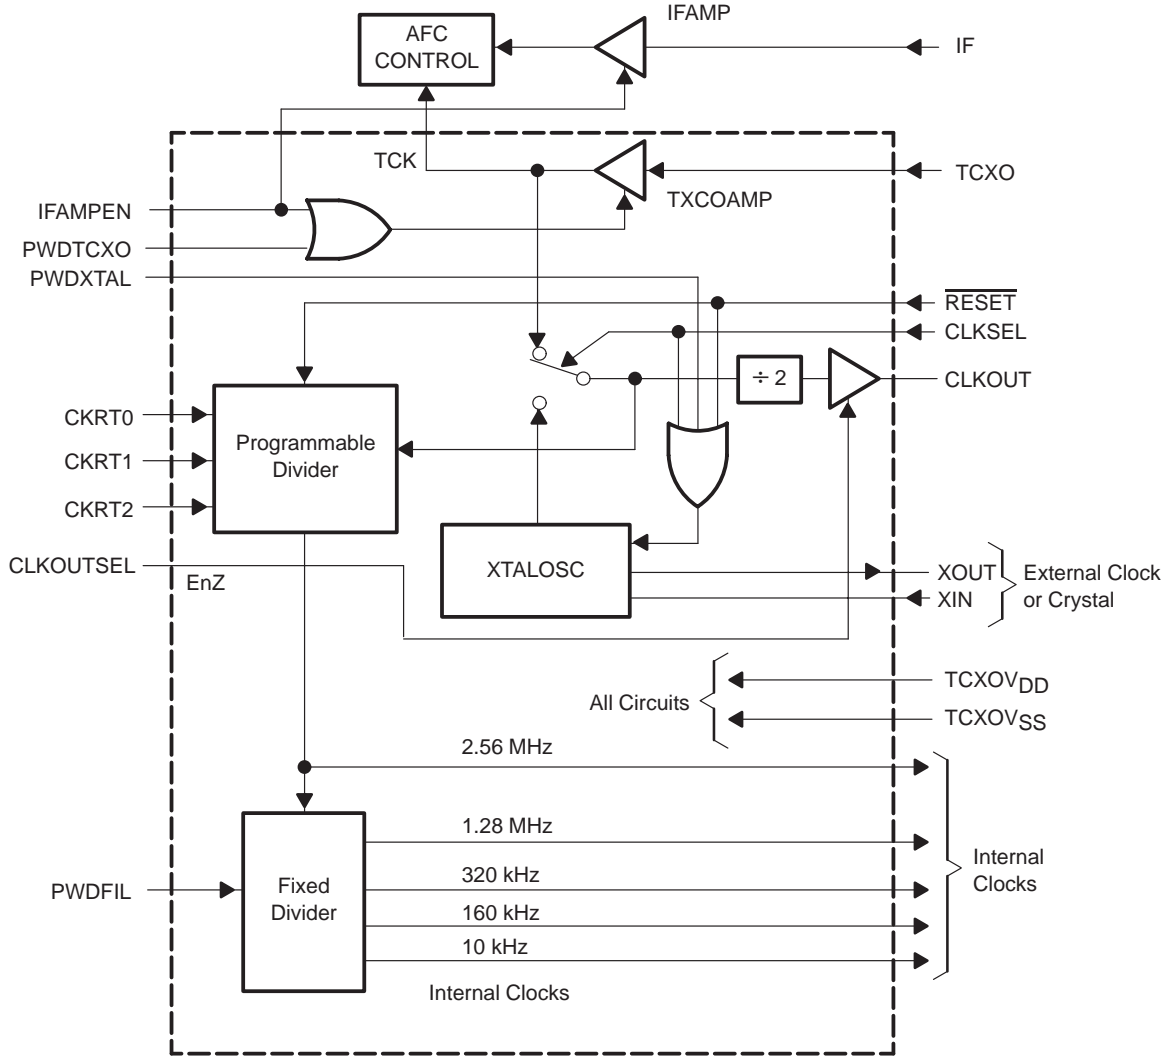 IFAMP
AFC
CONTROL
IF
TCK
TCXO
TXCOAMP
IFAMPEN
PWDTCXO
PWDXTAL
RESET
CLKSEL
÷ 2
CLKOUT
CKRT0
CKRT1
CKRT2
Programmable
Divider
CLKOUTSEL
EnZ
XTALOSC
XOUT
XIN
External Clock
or Crystal
All Circuits
TCXOVDD
TCXOVSS
2.56 MHz
1.28 MHz
320 kHz
160 kHz
10 kHz
PWDFIL
Fixed
Divider
Internal
Clocks
Internal Clocks